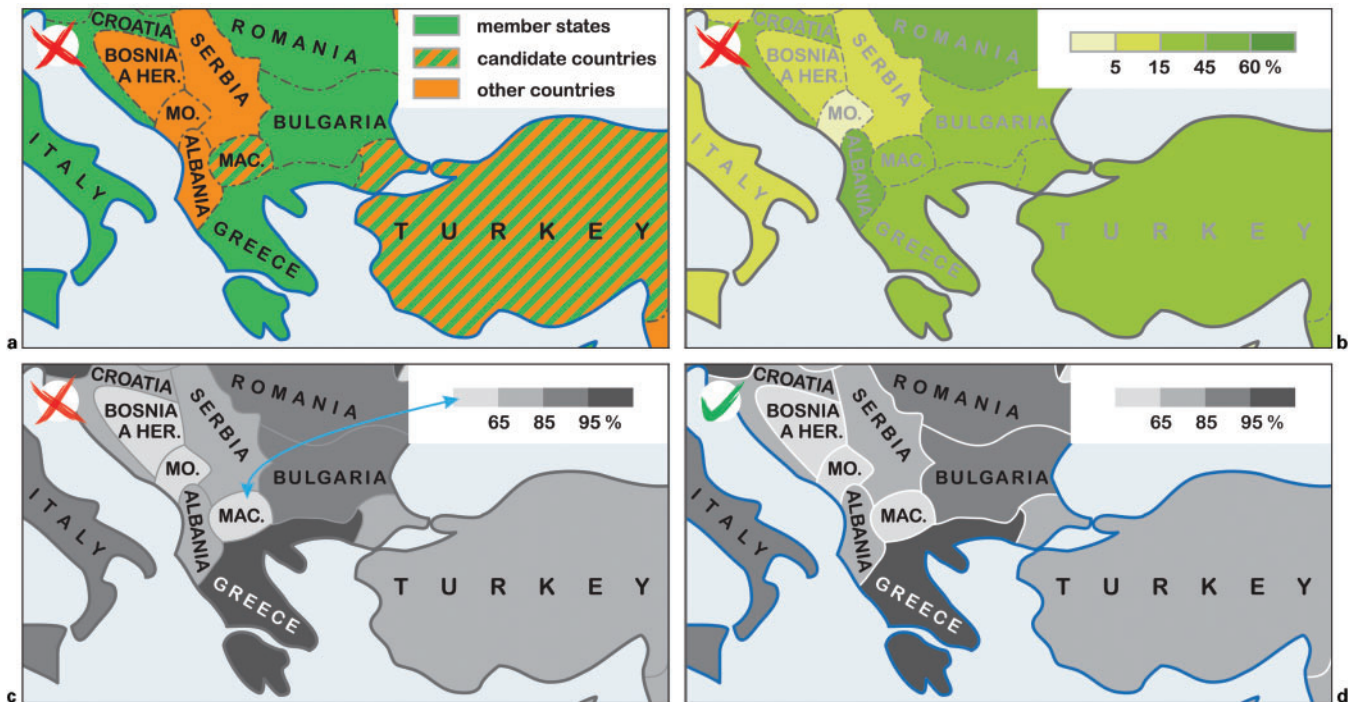 CROATIA
ROMANIA
BOSNIA
A HER.
SERBIA
MO.
BULGARIA
ITALY
ALBANIA
MAC.
GREECE
TURKEY
member states
candidate countries
other countries
a
CROATIA
ROMANIA
BOSNIA
A HER.
SERBIA
MO.
BULGARIA
ITALY
ALBANIA
MAC.
GREECE
TURKEY
5 15 45 60 %
b
CROATIA
ROMANIA
BOSNIA
A HER.
SERBIA
MO.
BULGARIA
ITALY
ALBANIA
MAC.
GREECE
TURKEY
65 85 95 %
c
CROATIA
ROMANIA
BOSNIA
A HER.
SERBIA
MO.
BULGARIA
ITALY
ALBANIA
MAC.
GREECE
TURKEY
65 85 95 %
d